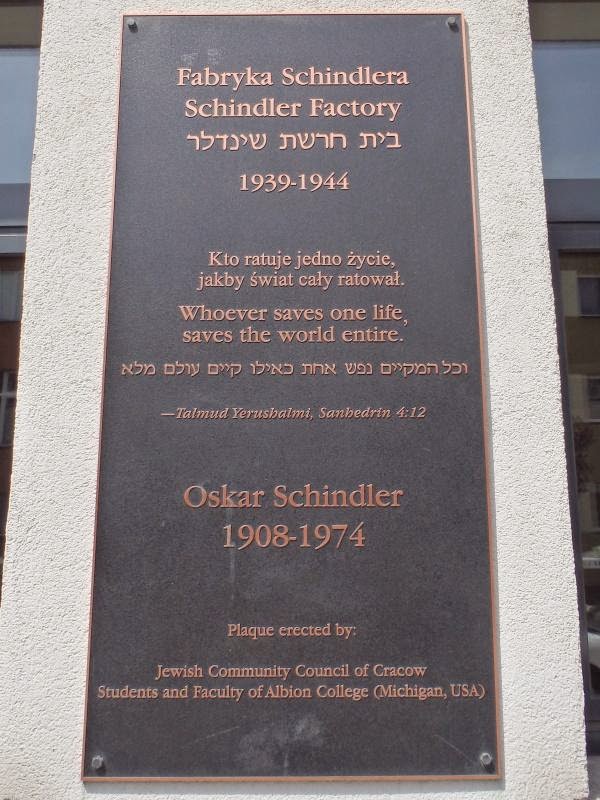 Fabryka Schindlera
Schindler Factory
בית חרשת שינדלר
1939-1944
Kto ratuje jedno życie,
jakby świat cały ratował.
Whoever saves one life,
saves the world entire.
וכל המקיים נפש אחת כאילו קיים עולם מלא
—Talmud Yerushalmi, Sanhedrin 4:12
Oskar Schindler
1908-1974
Plaque erected by:
Jewish Community Council of Cracow
Students and Faculty of Albion College (Michigan, USA)